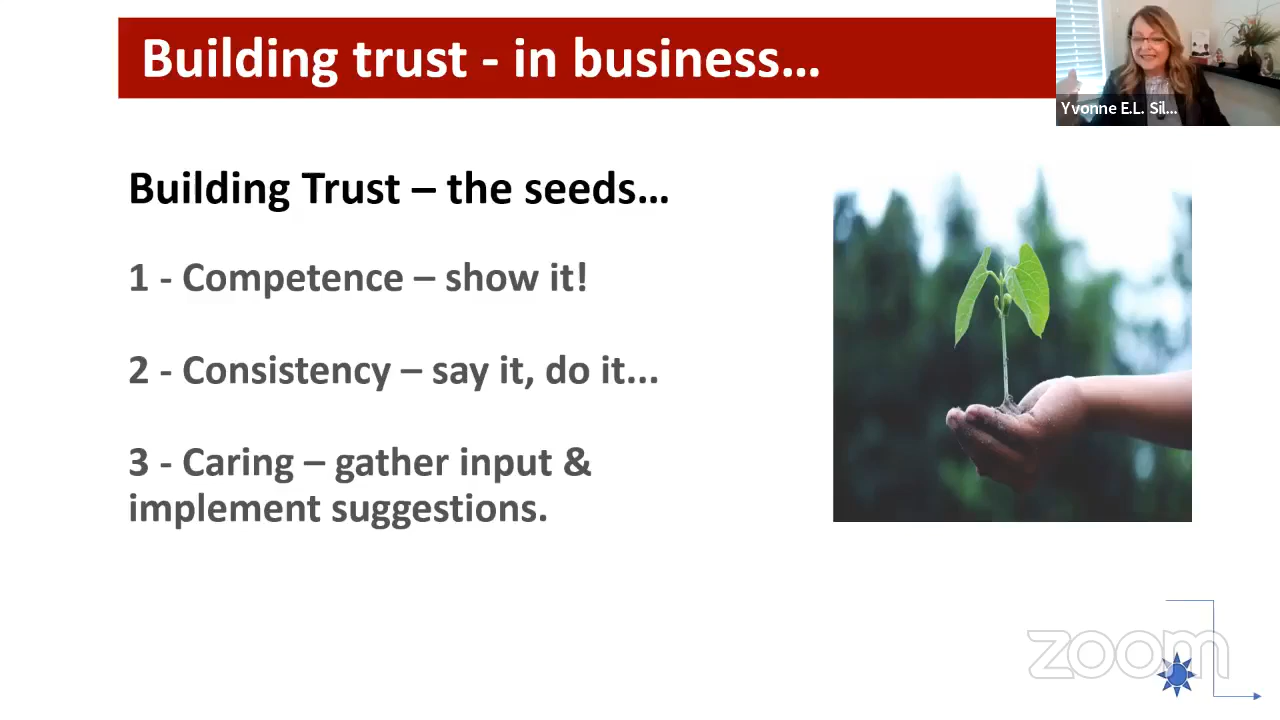 Building trust - in business…
Yvonne E.L. Sil...
Building Trust – the seeds…
1 - Competence – show it!
2 - Consistency – say it, do it...
3 - Caring – gather input &
implement suggestions.
zoom